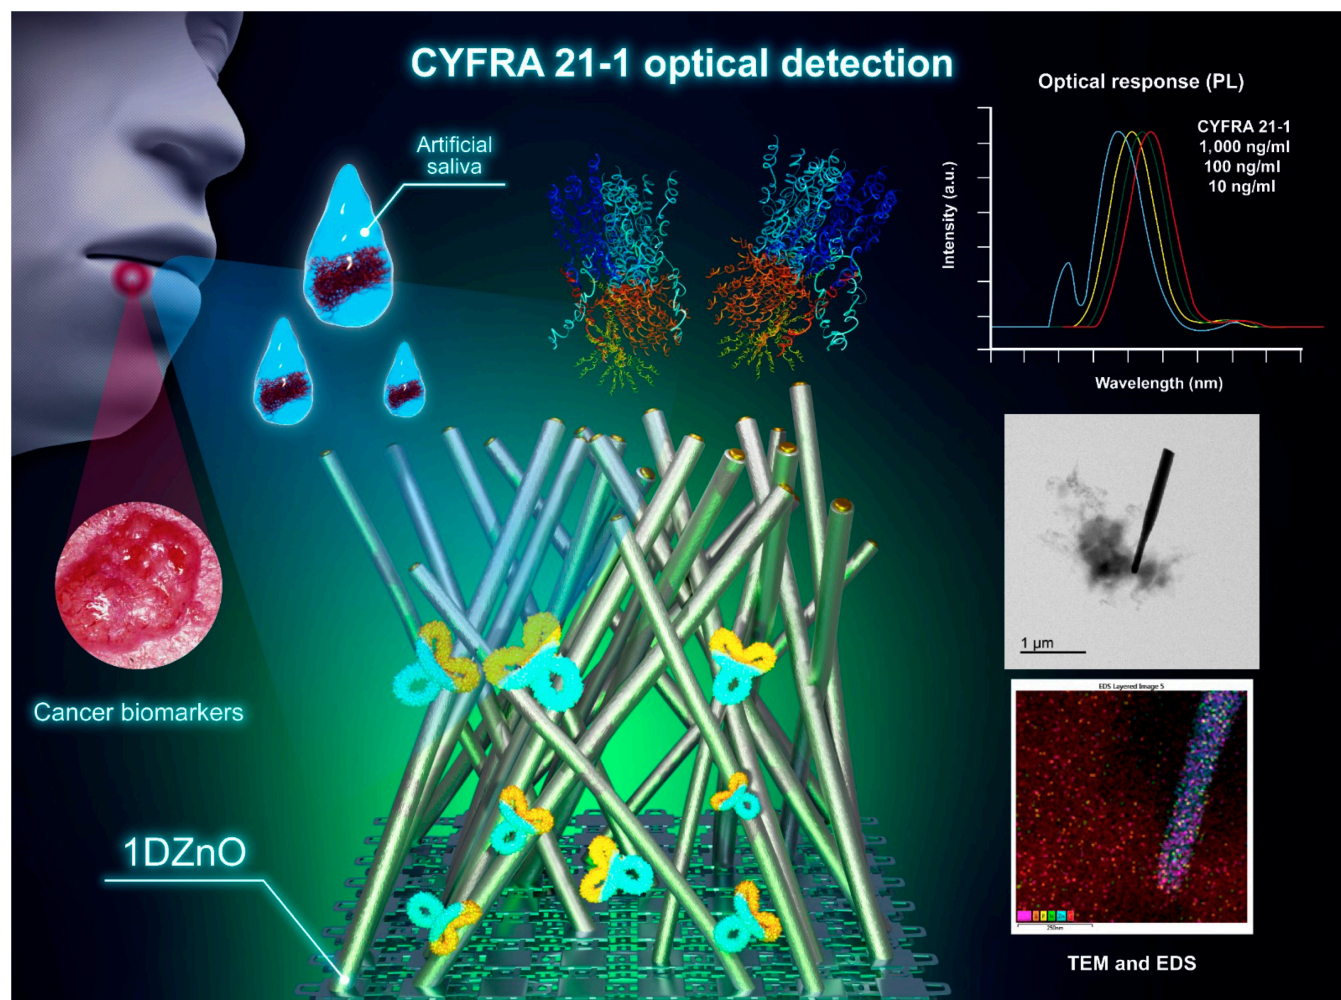 CYFRA 21-1 optical detection
Artificial
saliva
Optical response (PL)
CYFRA 21-1
1,000 ng/ml
100 ng/ml
10 ng/ml
Intensity (a.u.)
Wavelength (nm)
1 µm
EDS Layered Image 5
250nm
TEM and EDS
Cancer biomarkers
1DZnO